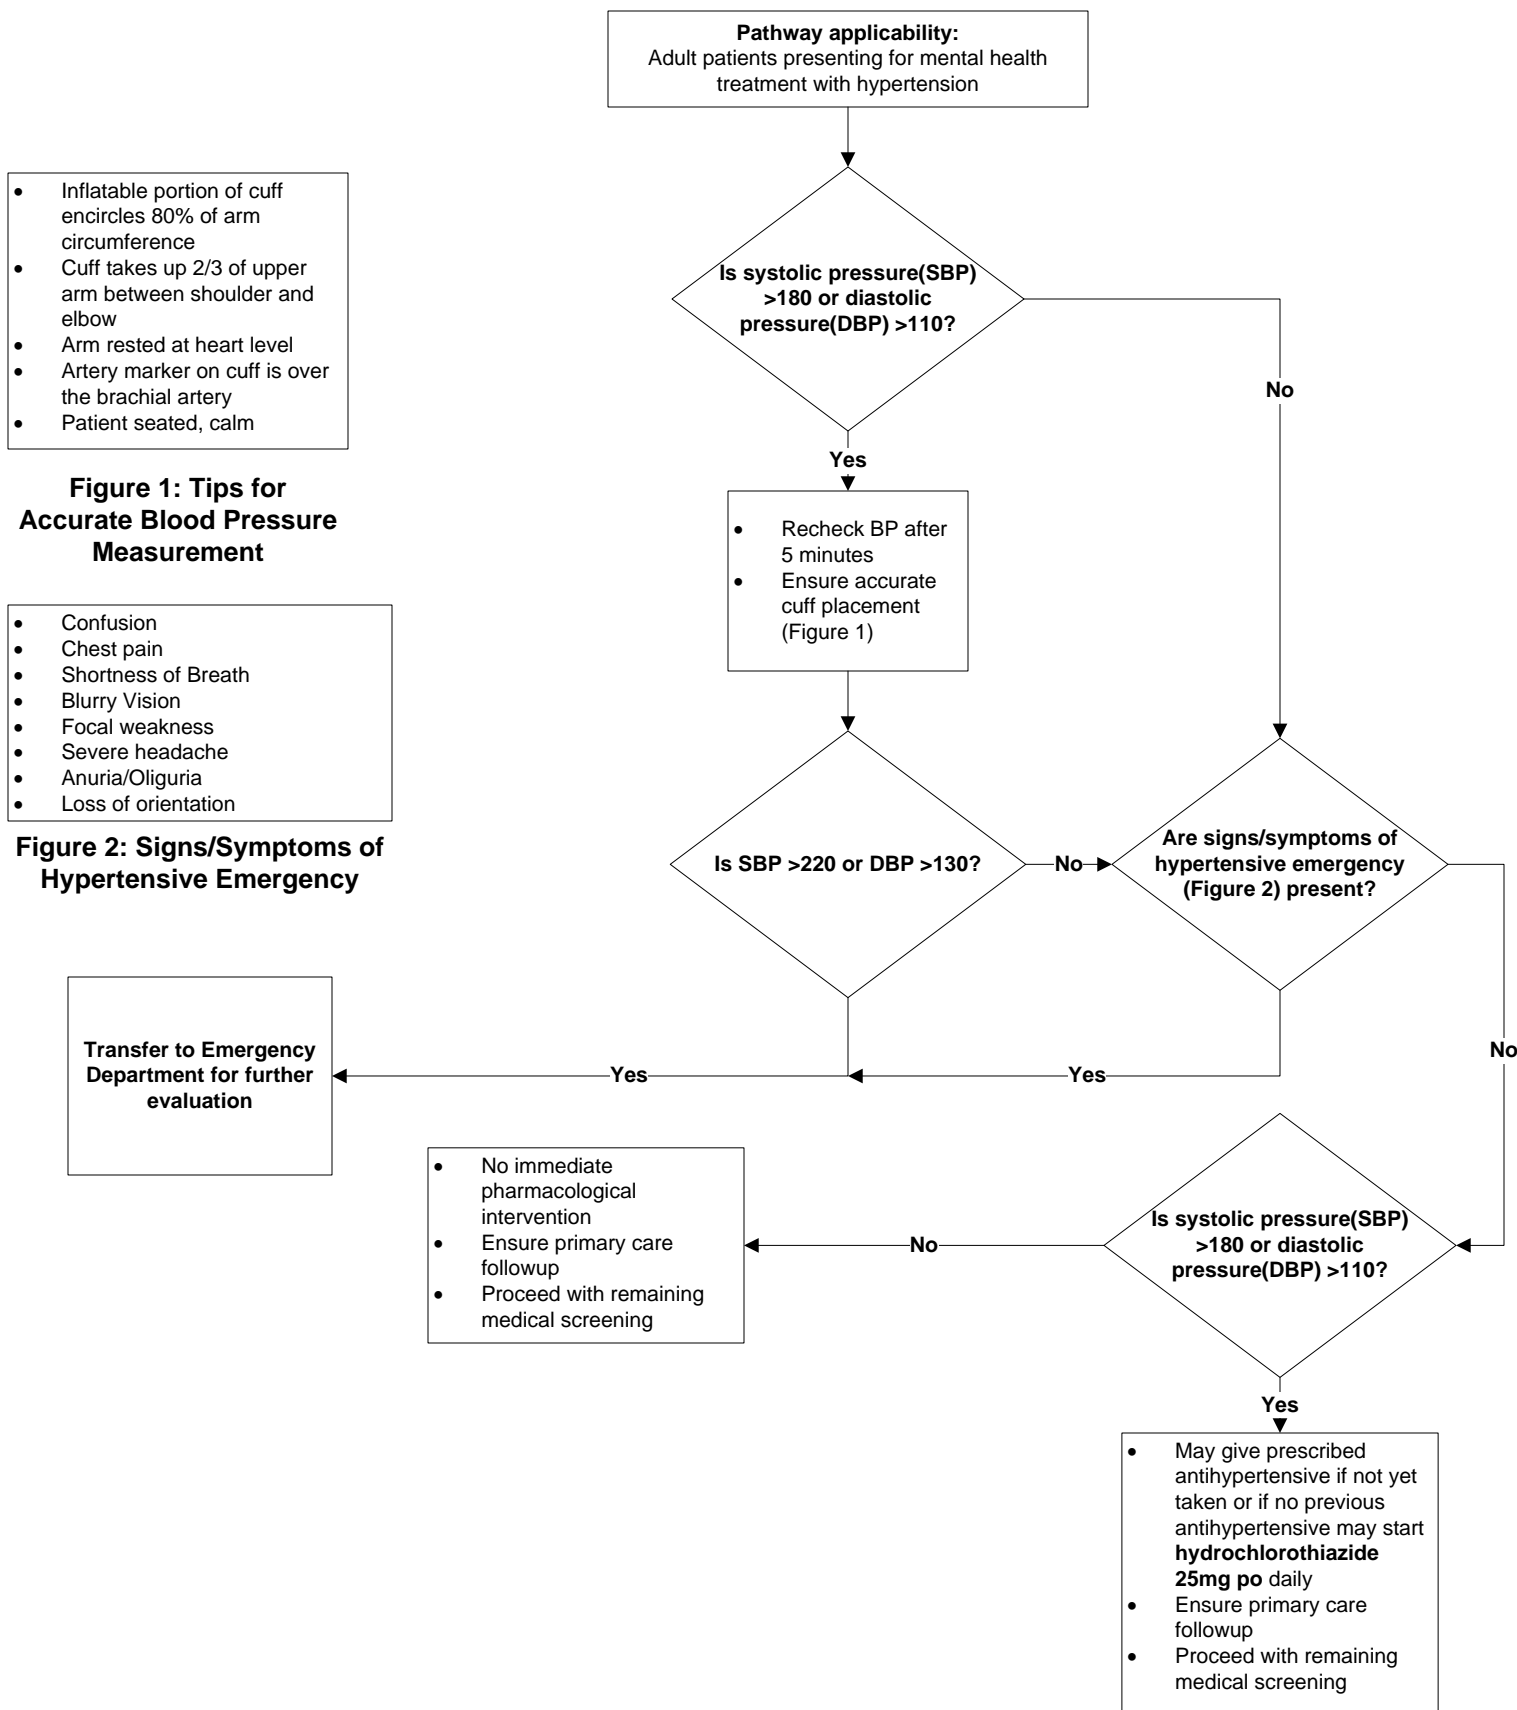 Pathway applicability:
Adult patients presenting for mental health
treatment with hypertension
• Inflatable portion of cuff
encircles 80% of arm
circumference
• Cuff takes up 2/3 of upper
arm between shoulder and
elbow
• Arm rested at heart level
• Artery marker on cuff is over
the brachial artery
• Patient seated, calm
Figure 1: Tips for
Accurate Blood Pressure
Measurement
Is systolic pressure(SBP)
>180 or diastolic
pressure(DBP) >110?
No
Yes
• Recheck BP after
5 minutes
• Ensure accurate
cuff placement
(Figure 1)
• Confusion
• Chest pain
• Shortness of Breath
• Blurry Vision
• Focal weakness
• Severe headache
• Anuria/Oliguria
• Loss of orientation
Figure 2: Signs/Symptoms of
Hypertensive Emergency
Is SBP >220 or DBP >130?
No
Are signs/symptoms of
hypertensive emergency
(Figure 2) present?
No
Transfer to Emergency
Department for further
evaluation
Yes
Yes
• No immediate
pharmacological
intervention
• Ensure primary care
followup
• Proceed with remaining
medical screening
No
Is systolic pressure(SBP)
>180 or diastolic
pressure(DBP) >110?
Yes
• May give prescribed
antihypertensive if not yet
taken or if no previous
antihypertensive may start
hydrochlorothiazide
25mg po daily
• Ensure primary care
followup
• Proceed with remaining
medical screening